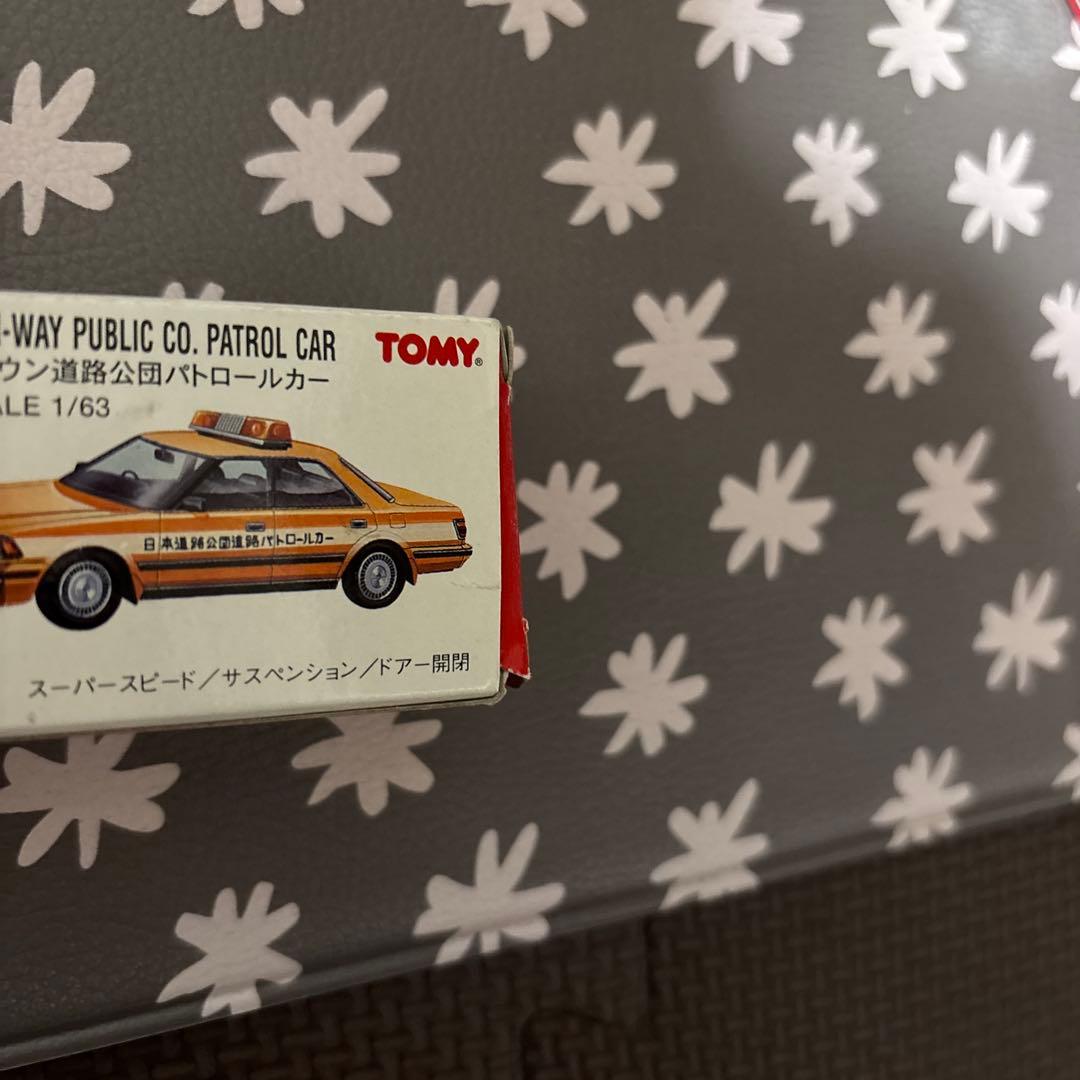 -WAY PUBLIC CO. PATROL CAR
TOMY®
ウン道路公団パトロールカー
ALE 1/63
日本道路公団道路パトロールカー
スーパースピード/サスペンション/ドアー開閉